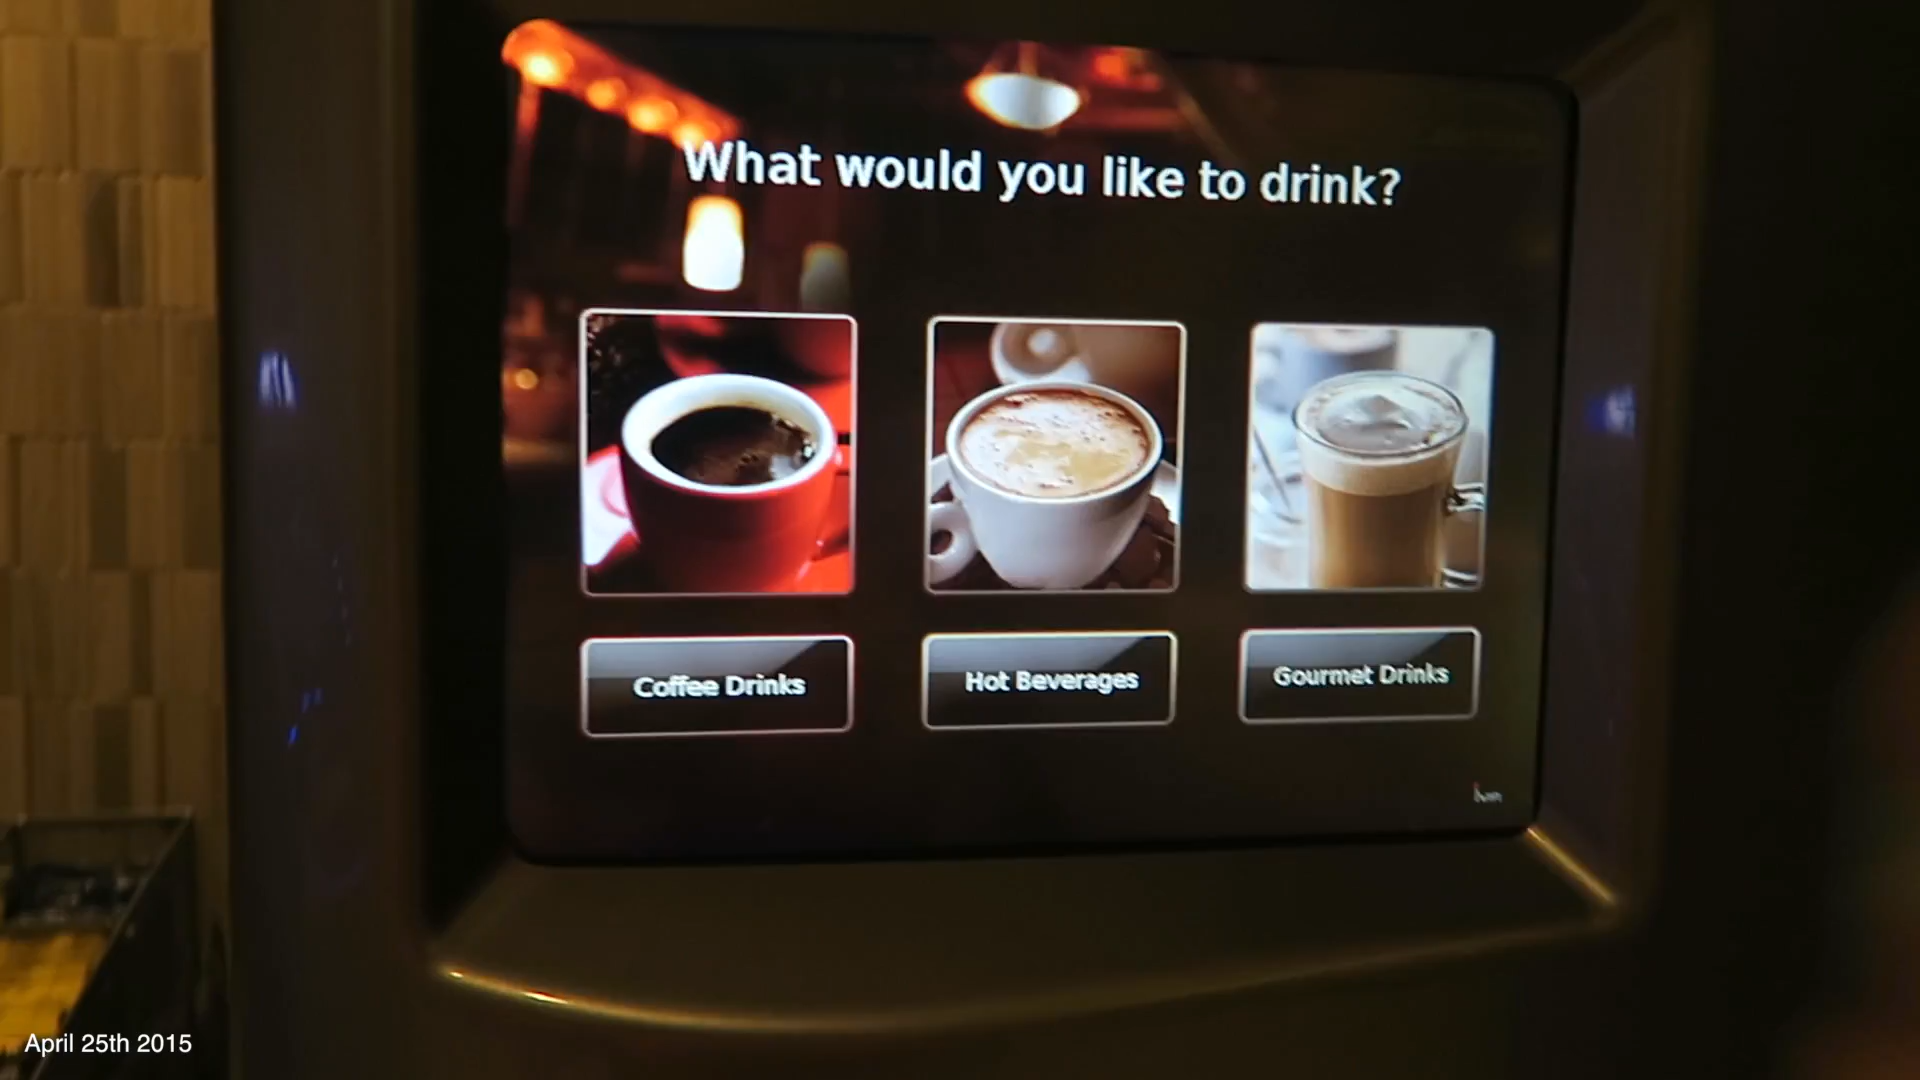 What would you like to drink?
Coffee Drinks
Hot Beverages
Gourmet Drinks
April 25th 2015